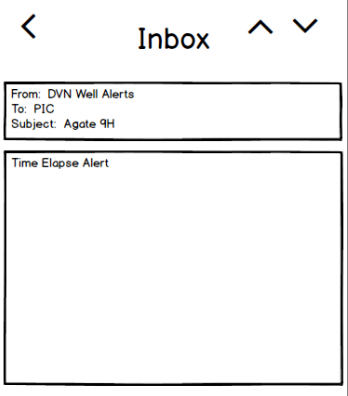 Inbox
From: DVN Well Alerts
To: PIC
Subject: Agate 9H
Time Elapse Alert